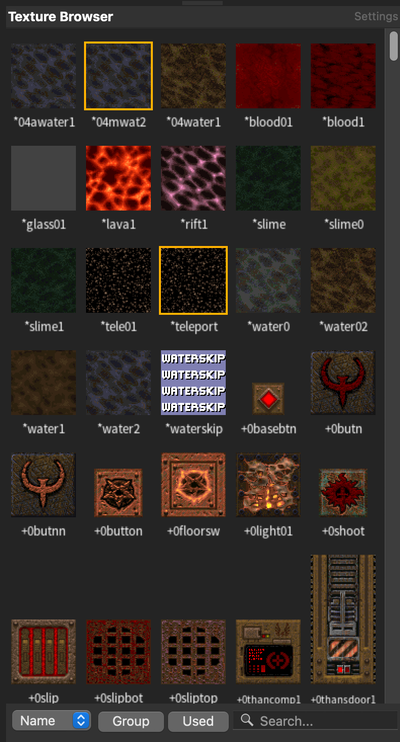 Texture Browser
Settings
*04awater1 *04mwat2 *04water1 *blood01 *blood1
*glass01 *lava1 *rift1 *slime *slime0
*slime1 *tele01 *teleport *water0 *water02
WATERSKIP
WATERSKIP
WATERSKIP
WATERSKIP
*water1 *water2 *waterskip +0basebtn +0butn
+0butnn +0button +0floorsw +0light01 +0shoot
+0slip +0slipbot +0sliptop +0thancomp1 +0thansdoor1
Name Group Used Search...